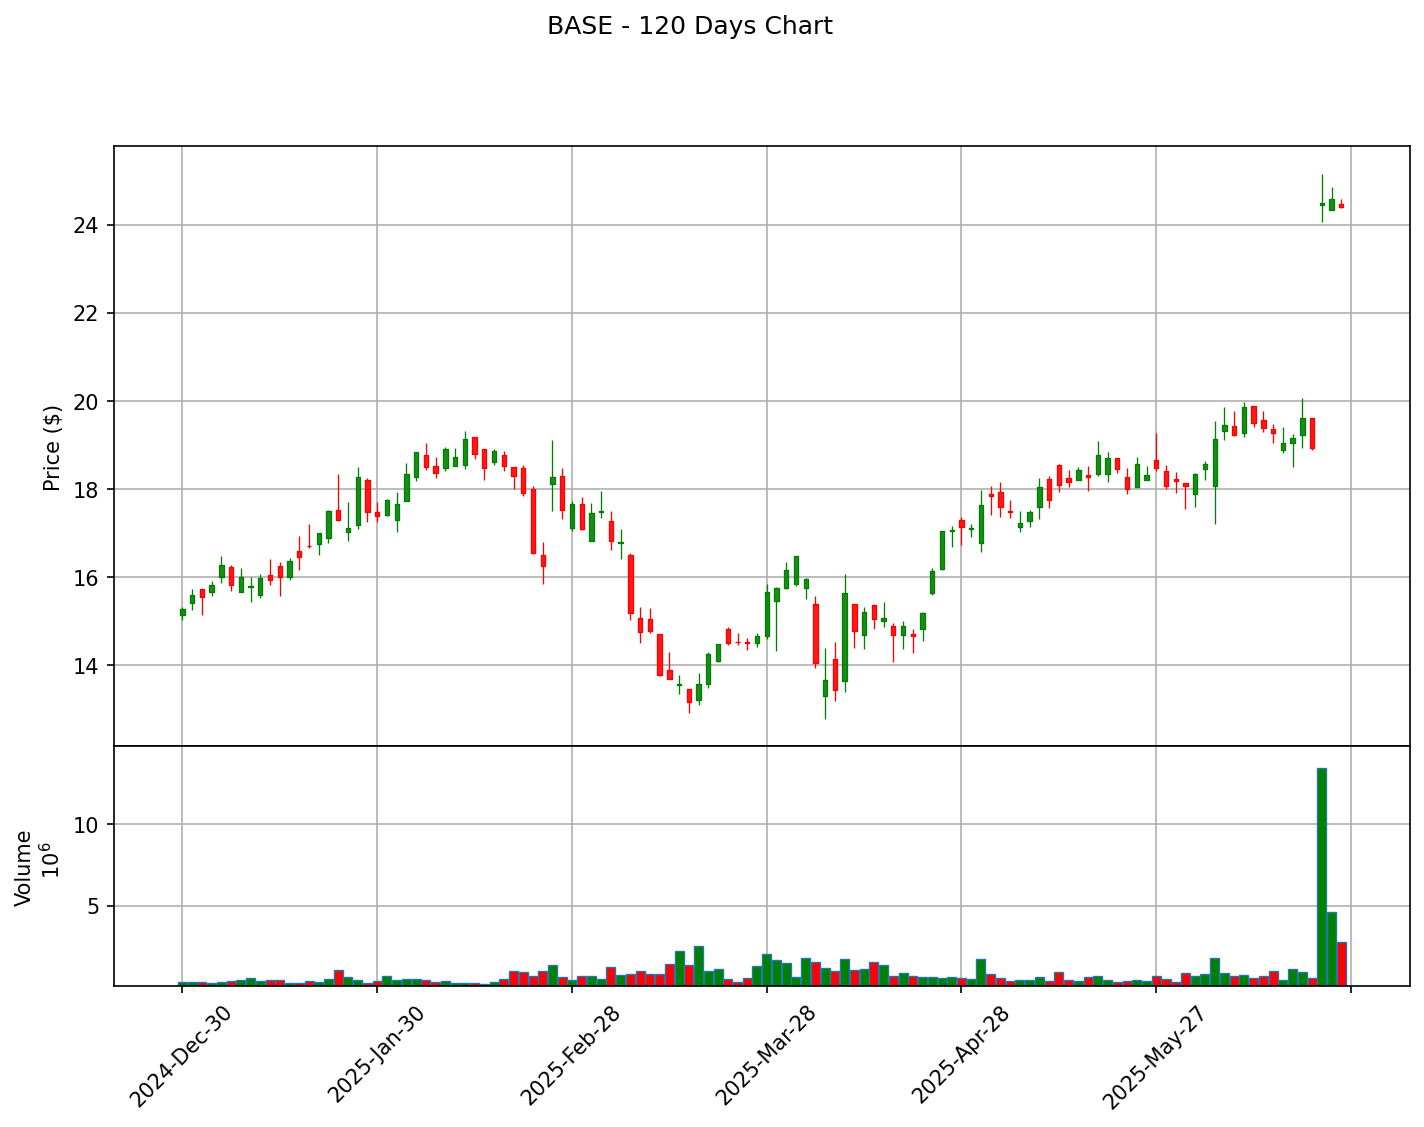 BASE - 120 Days Chart
Price ($)
24
22
20
18
16
14
Volume
10⁶
10
5
2024-Dec-30
2025-Jan-30
2025-Feb-28
2025-Mar-28
2025-Apr-28
2025-May-27